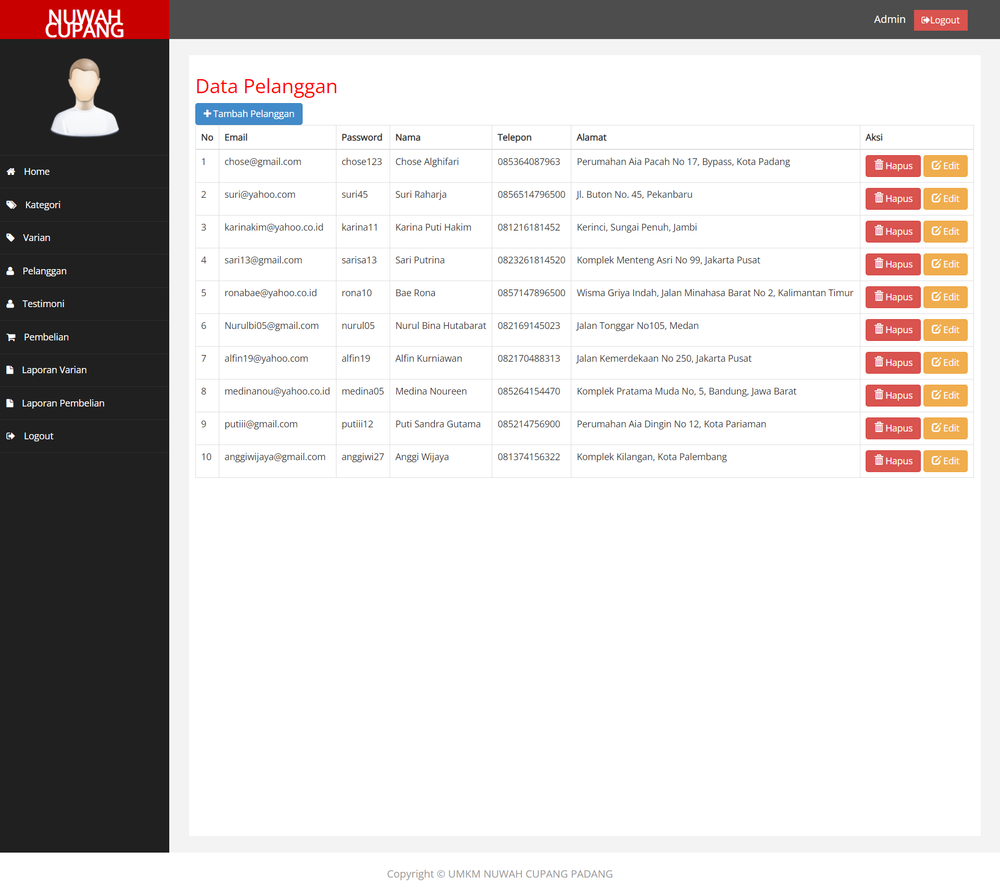 NUWAH
CUPANG
Admin Logout
Home
Kategori
Varian
Pelanggan
Testimoni
Pembelian
Laporan Varian
Laporan Pembelian
Logout
Data Pelanggan
Tambah Pelanggan
No Email Password Nama Telepon Alamat Aksi
1 chose@gmail.com chose123 Chose Alghifari 085364087963 Perumahan Aia Pacah No 17, Bypass, Kota Padang Hapus Edit
2 suri@yahoo.com suri45 Suri Raharja 0856514796500 Jl. Buton No. 45, Pekanbaru Hapus Edit
3 karinakim@yahoo.co.id karina11 Karina Puti Hakim 081216181452 Kerinci, Sungai Penuh, Jambi Hapus Edit
4 sari13@gmail.com sarisa13 Sari Putrina 0823261814520 Komplek Menteng Asri No 99, Jakarta Pusat Hapus Edit
5 ronabae@yahoo.co.id rona10 Bae Rona 0857147896500 Wisma Griya Indah, Jalan Minahasa Barat No 2, Kalimantan Timur Hapus Edit
6 Nurulbi05@gmail.com nurul05 Nurul Bina Hutabarat 082169145023 Jalan Tonggar No105, Medan Hapus Edit
7 alfin19@yahoo.com alfin19 Alfin Kurniawan 082170488313 Jalan Kemerdekaan No 250, Jakarta Pusat Hapus Edit
8 medinanou@yahoo.co.id medina05 Medina Noureen 085264154470 Komplek Pratama Muda No, 5, Bandung, Jawa Barat Hapus Edit
9 putiii@gmail.com putiii12 Puti Sandra Gutama 085214756900 Perumahan Aia Dingin No 12, Kota Pariaman Hapus Edit
10 anggiwijaya@gmail.com anggiwi27 Anggi Wijaya 081374156322 Komplek Kilangan, Kota Palembang Hapus Edit
Copyright © UMKM NUWAH CUPANG PADANG